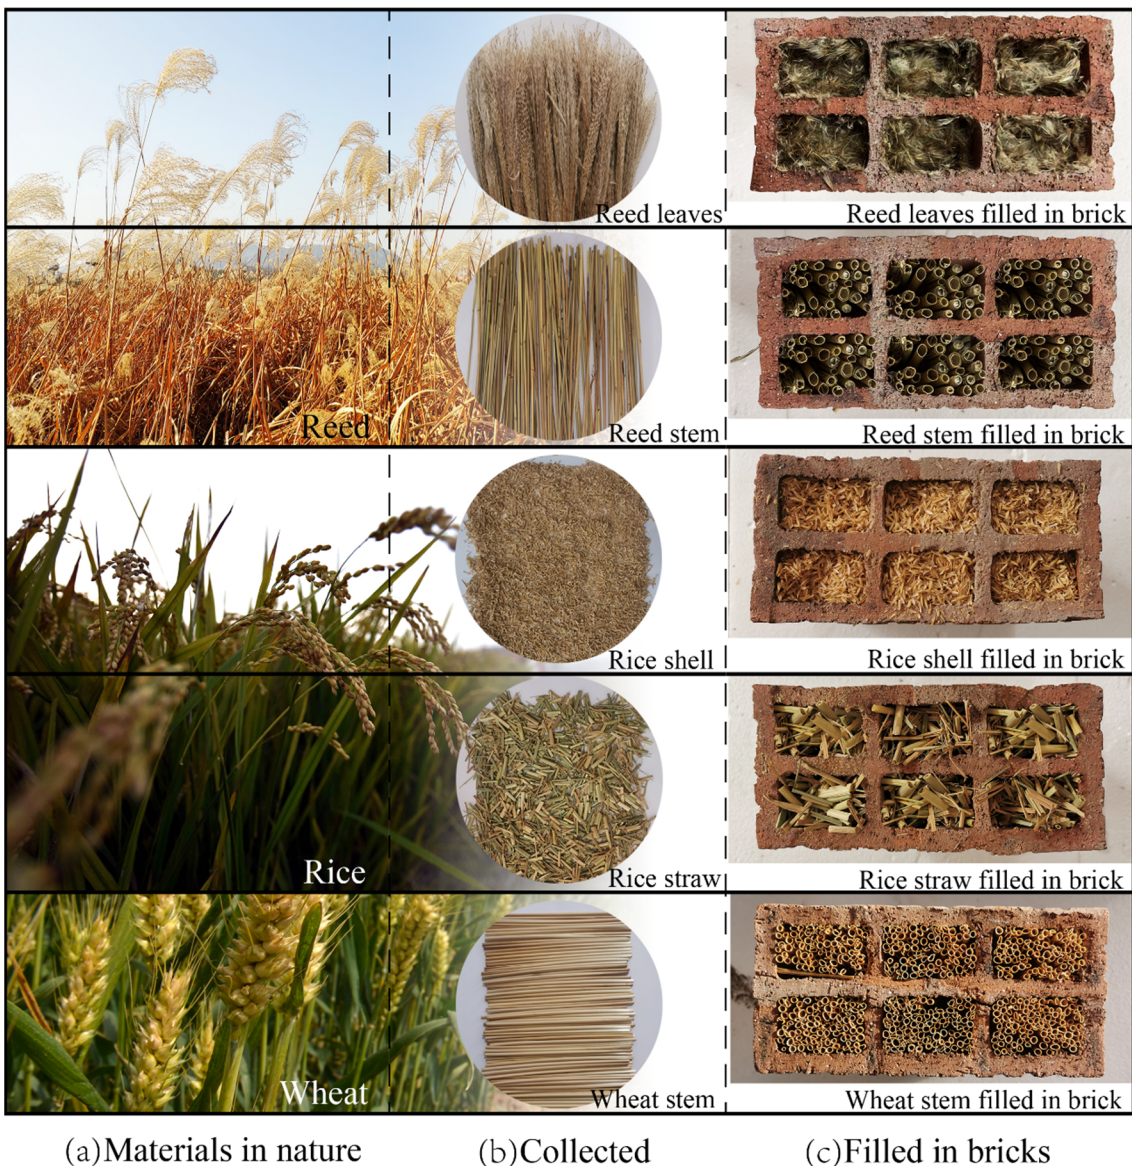 Reed leaves
Reed leaves filled in brick
Reed
Reed stem
Reed stem filled in brick
Rice shell
Rice shell filled in brick
Rice
Rice straw
Rice straw filled in brick
Wheat
Wheat stem
Wheat stem filled in brick
(a)Materials in nature
(b)Collected
(c)Filled in bricks